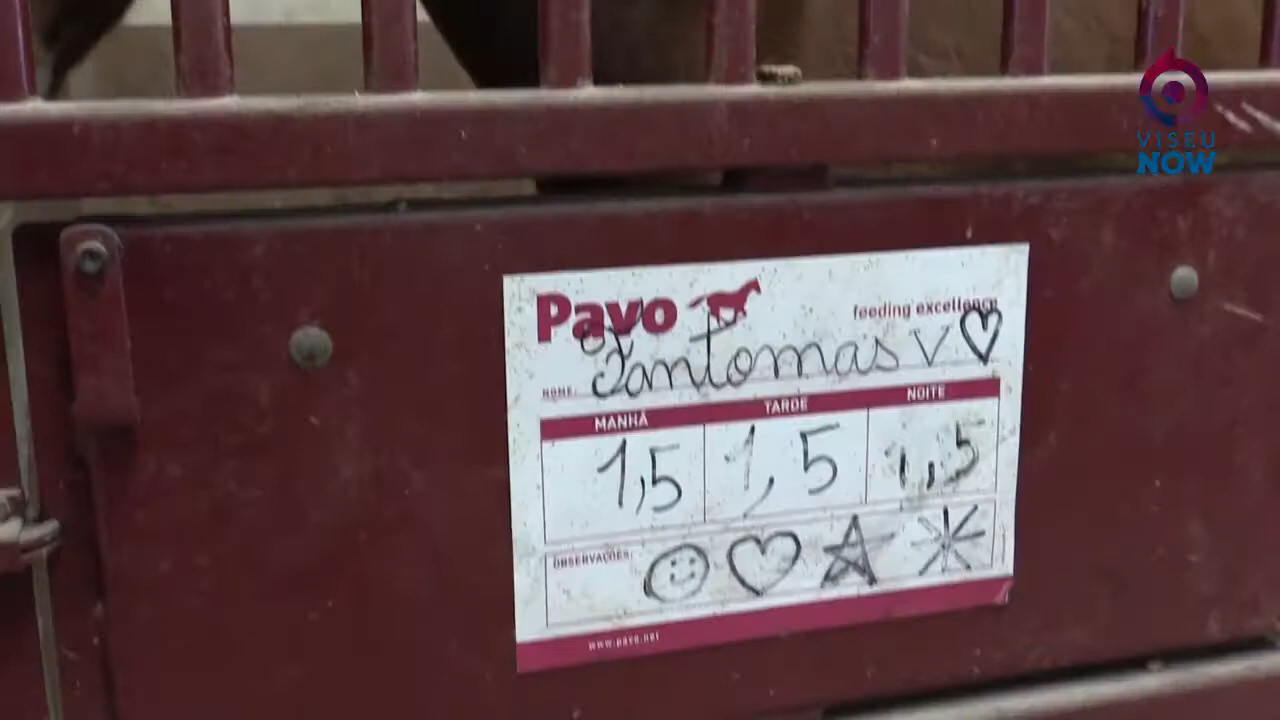 VISEU
NOW
Pavo
feeding excellence
NOME: Fantomas V
MANHÃ TARDE NOITE
1,5 1,5 1,5
OBSERVAÇÕES:
www.pavo.net